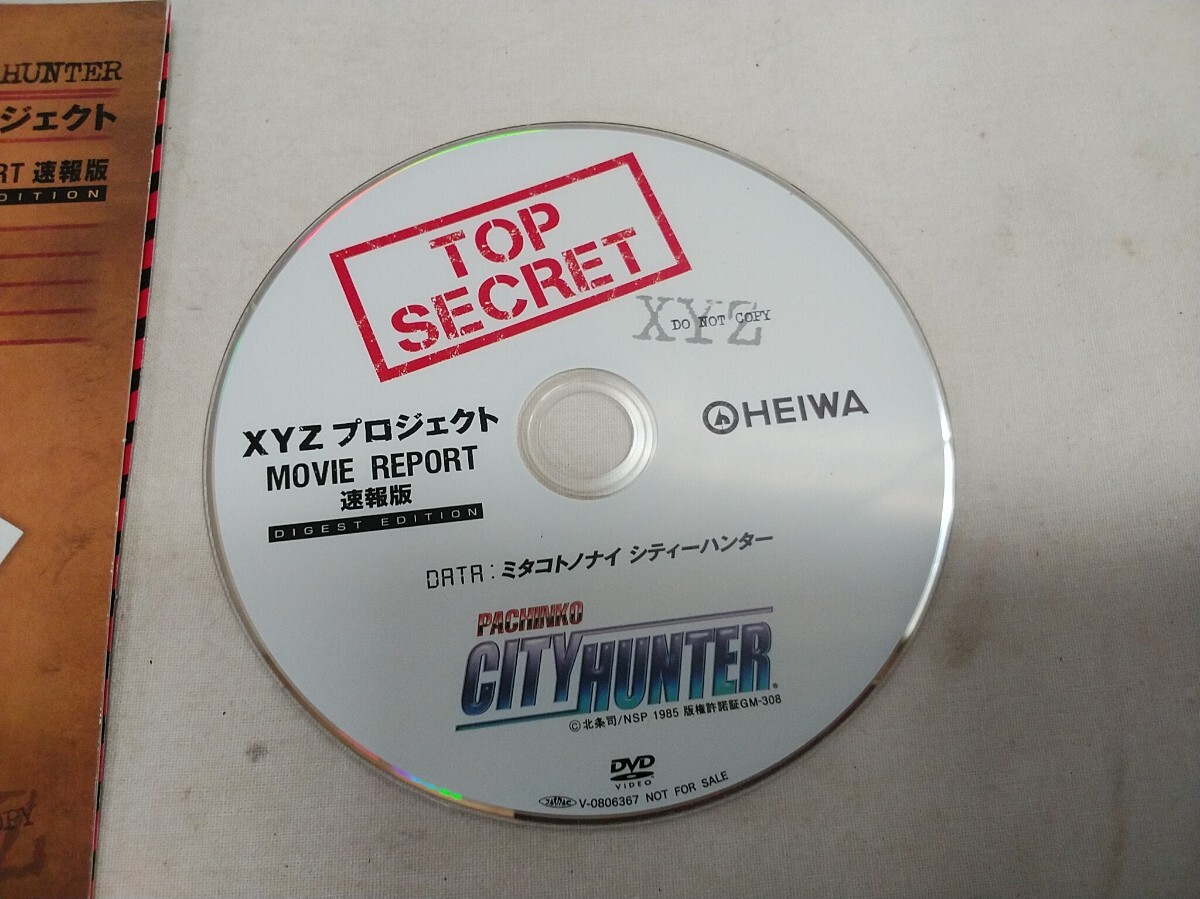 HUNTER
ジェクト
RT 速報版
EDITION
TOP
SECRET
XYZ
DO NOT COPY
HEIWA
XYZ プロジェクト
MOVIE REPORT
速報版
DIGEST EDITION
DATA : ミタコトノナイ シティーハンター
PACHINKO
CITYHUNTER
©北条司/NSP 1985 版権許諾証GM-308
DVD
VIDEO
V-0806367 NOT FOR SALE
OPY
Z